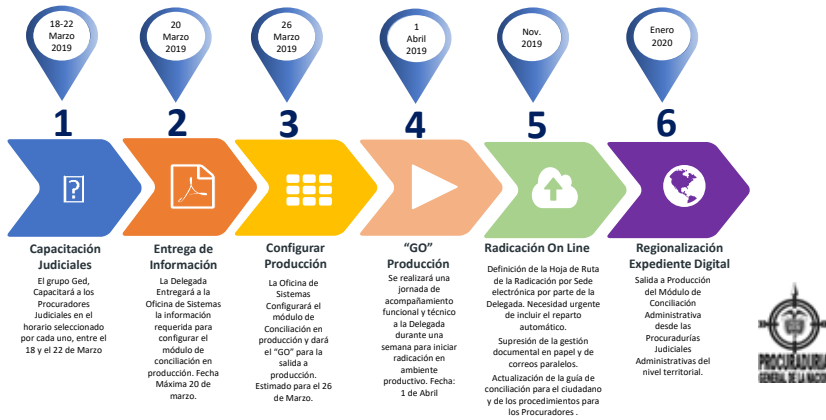 18-22
Marzo
2019
20
Marzo
2019
26
Marzo
2019
1
Abril
2019
Nov.
2019
Enero
2020
1
2
3
4
5
6
?
Capacitación
Judiciales
El grupo Ged,
Capacitará a los
Procuradores
Judiciales en el
horario seleccionado
por cada uno, entre el
18 y el 22 de Marzo
Entrega de
Información
La Delegada
Entregará a la
Oficina de Sistemas
la información
requerida para
configurar el
módulo de
conciliación en
producción. Fecha
Máxima 20 de
marzo.
Configurar
Producción
La Oficina de
Sistemas
Configurará el
módulo de
Conciliación en
producción y dará
el "GO" para la
salida a
producción.
Estimado para el 26
de Marzo.
"GO"
Producción
Se realizará una
jornada de
acompañamiento
funcional y técnico
a la Delegada
durante una
semana para iniciar
radicación en
ambiente
productivo. Fecha:
1 de Abril
Radicación On Line
Definición de la Hoja de Ruta
de la Radicación por Sede
electrónica por parte de la
Delegada. Necesidad urgente
de incluir el reparto
automático.
Supresión de la gestión
documental en papel y de
correos paralelos.
Actualización de la guía de
conciliación para el ciudadano
y de los procedimientos para
los Procuradores .
Regionalización
Expediente Digital
Salida a Producción
del Módulo de
Conciliación
Administrativa
desde las
Procuradurías
Judiciales
Administrativas del
nivel territorial.
PROCURADURIA
GENERAL DE LA NACION